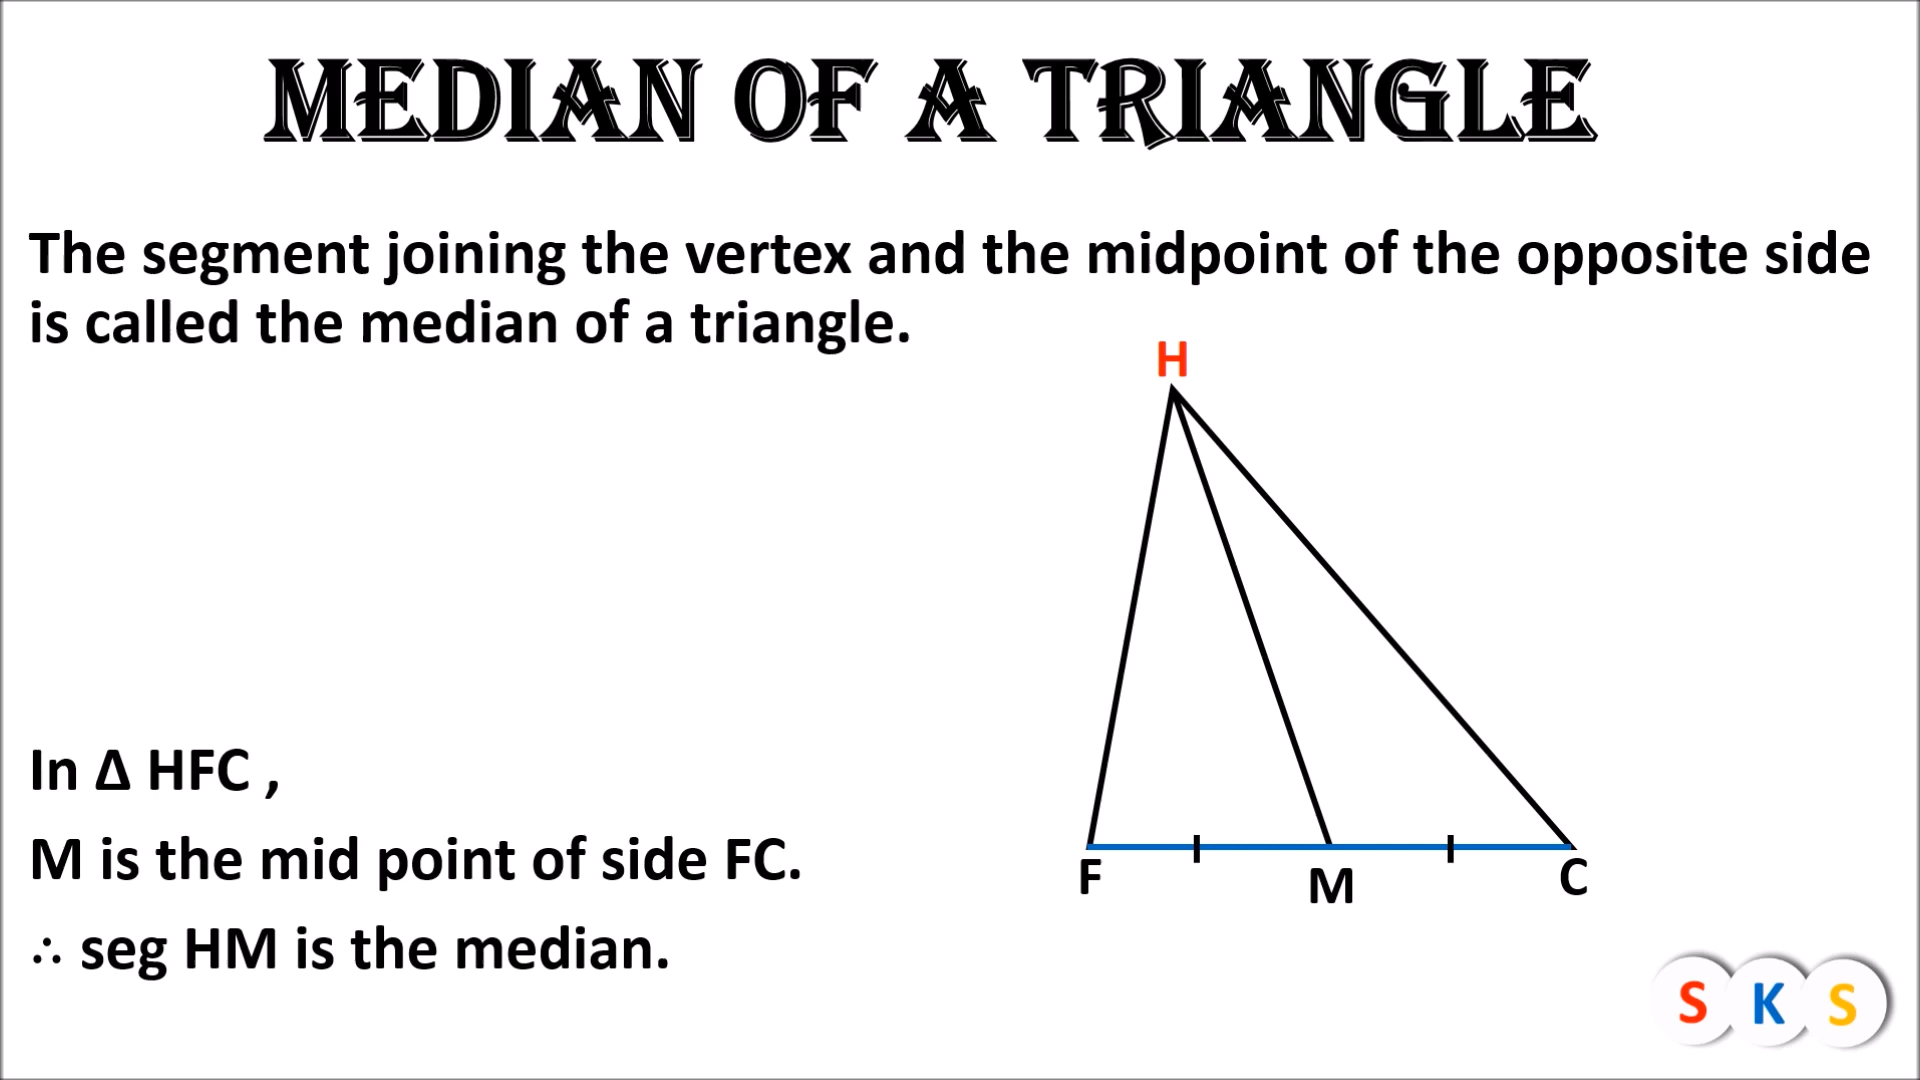 MEDIAN OF A TRIANGLE
The segment joining the vertex and the midpoint of the opposite side
is called the median of a triangle.
H
In Δ HFC ,
M is the mid point of side FC.
F M C
∴ seg HM is the median.
S K S